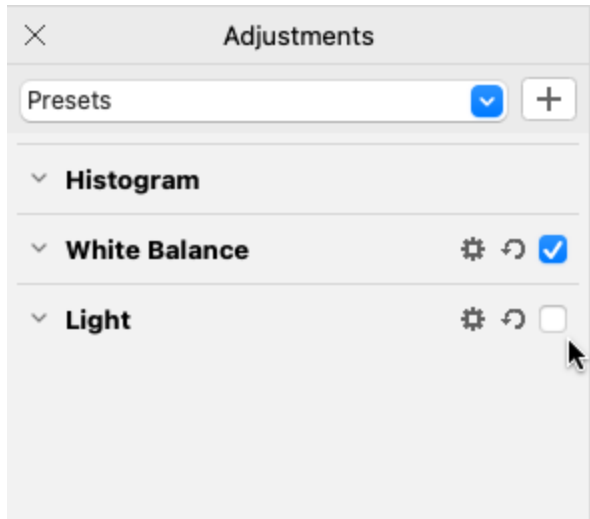 Adjustments
Presets
Histogram
White Balance
Light